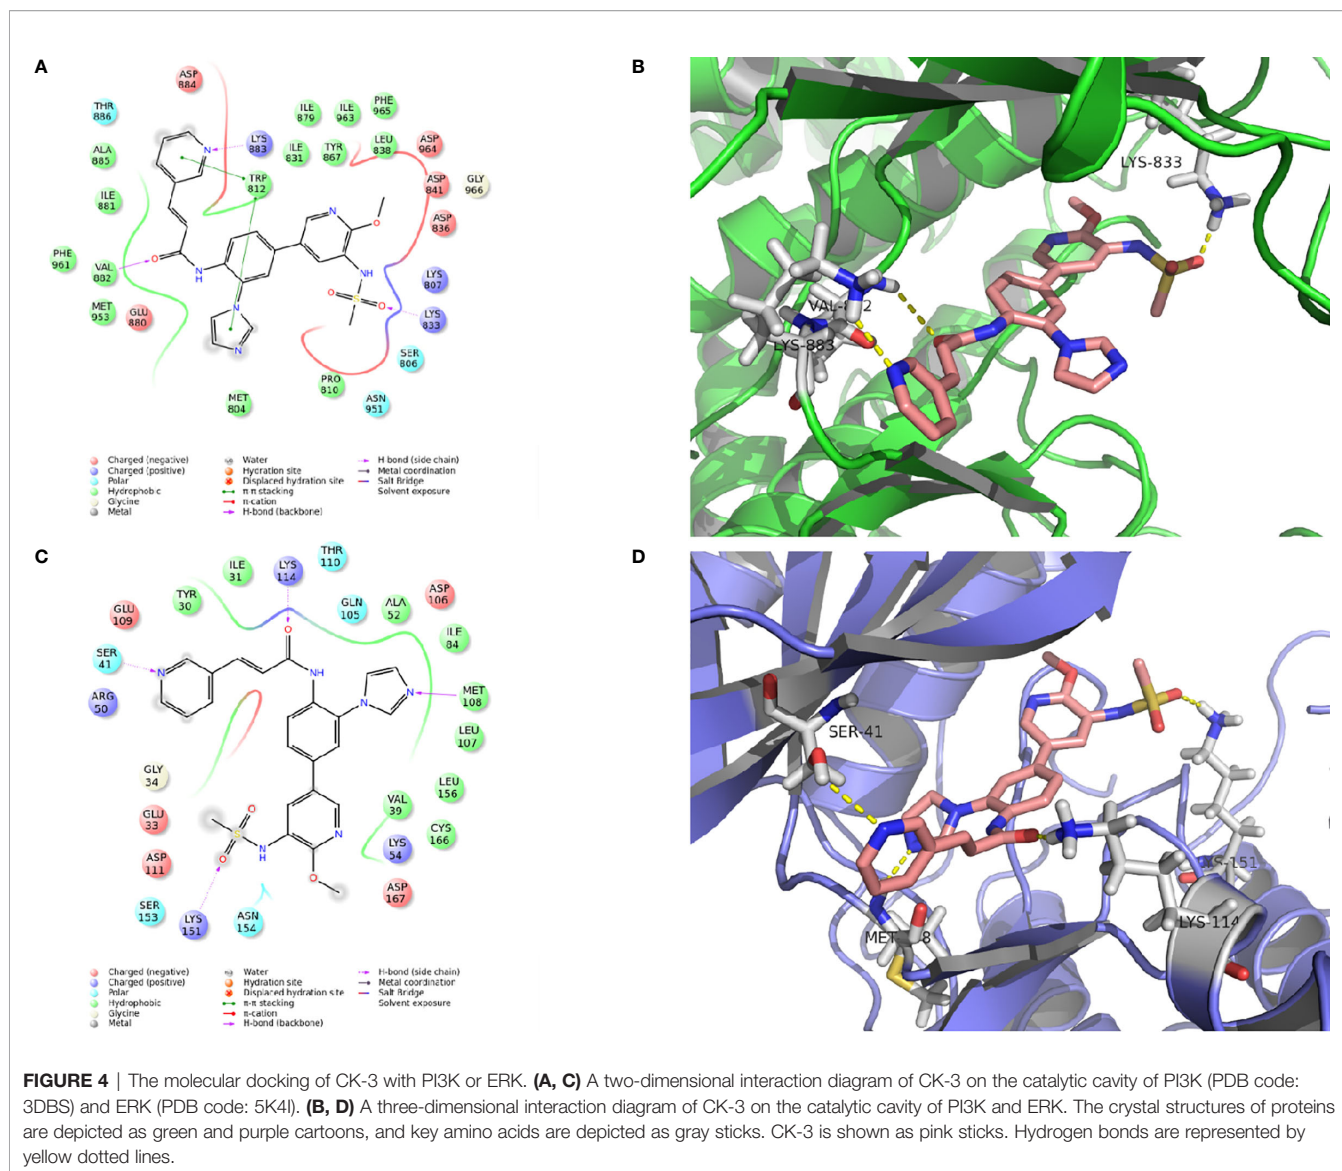 A
ASP
884
THR
886
ALA
885
ILE
881
PHE
961
VAL
882
MET
953
GLU
880
LYS
883
TRP
812
ILE
879
ILE
963
PHE
965
ILE
831
TYR
867
LEU
838
ASP
964
ASP
841
GLY
966
ASP
836
LYS
807
LYS
833
SER
806
PRO
810
ASN
951
MET
804
N
O
NH
N
N
N
O
NH
O
S
O
Charged (negative)
Charged (positive)
Polar
Hydrophobic
Glycine
Metal
Water
Hydration site
Displaced hydration site
π-π stacking
π-cation
H-bond (backbone)
H-bond (side chain)
Metal coordination
Salt Bridge
Solvent exposure
B
LYS-833
LYS-883
C
GLU
109
TYR
30
ILE
31
LYS
114
THR
110
GLN
105
ALA
52
ASP
106
ILE
84
SER
41
ARG
50
MET
108
LEU
107
GLY
34
GLU
33
ASP
111
SER
153
LYS
151
ASN
154
VAL
39
LYS
54
ASP
167
LEU
156
CYS
166
O
N
NH
N
N
O
S
NH
O
N
O
Charged (negative)
Charged (positive)
Polar
Hydrophobic
Glycine
Metal
Water
Hydration site
Displaced hydration site
π-π stacking
π-cation
H-bond (backbone)
H-bond (side chain)
Metal coordination
Salt Bridge
Solvent exposure
D
SER-41
LYS-114
FIGURE 4 | The molecular docking of CK-3 with PI3K or ERK. (A, C) A two-dimensional interaction diagram of CK-3 on the catalytic cavity of PI3K (PDB code:
3DBS) and ERK (PDB code: 5K4I). (B, D) A three-dimensional interaction diagram of CK-3 on the catalytic cavity of PI3K and ERK. The crystal structures of proteins
are depicted as green and purple cartoons, and key amino acids are depicted as gray sticks. CK-3 is shown as pink sticks. Hydrogen bonds are represented by
yellow dotted lines.